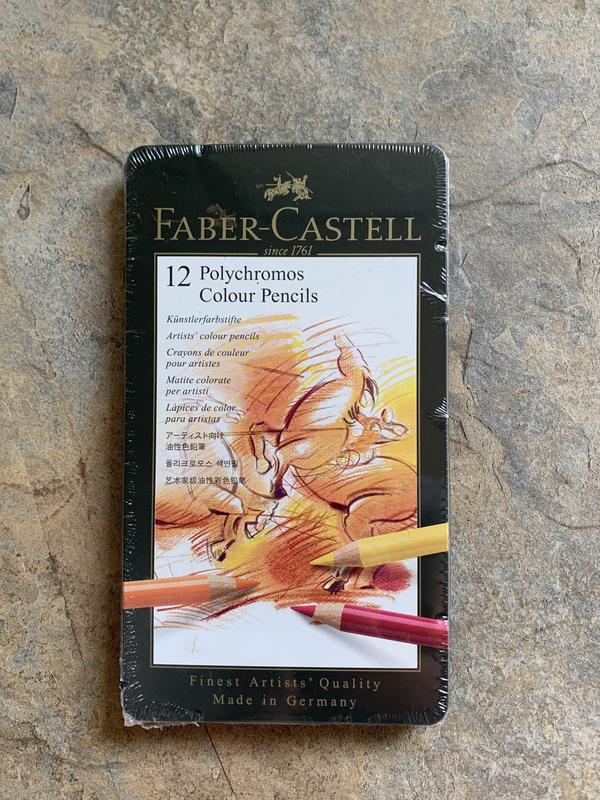 FABER-CASTELL
since 1761
12 Polychromos
Colour Pencils
Künstlerfarbstifte
Artists' colour pencils
Crayons de couleur
pour artistes
Matite colorate
per artisti
Lápices de color
para artistas
アーティスト向け
油性色鉛筆
폴리크로모스 색연필
艺术家级油性彩色铅笔
Finest Artists' Quality
Made in Germany